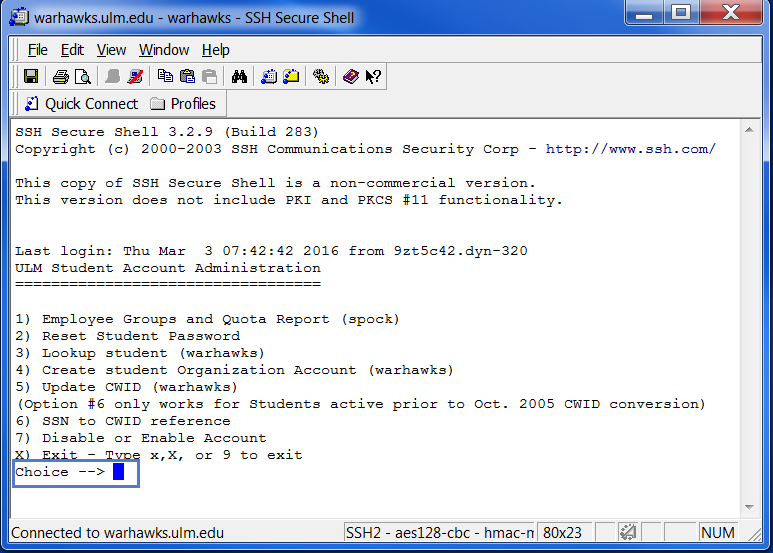 warhawks.ulm.edu - warhawks - SSH Secure Shell
File Edit View Window Help
Quick Connect Profiles
SSH Secure Shell 3.2.9 (Build 283)
Copyright (c) 2000-2003 SSH Communications Security Corp - http://www.ssh.com/
This copy of SSH Secure Shell is a non-commercial version.
This version does not include PKI and PKCS #11 functionality.
Last login: Thu Mar  3 07:42:42 2016 from 9zt5c42.dyn-320
ULM Student Account Administration
==================================
1) Employee Groups and Quota Report (spock)
2) Reset Student Password
3) Lookup student (warhawks)
4) Create student Organization Account (warhawks)
5) Update CWID (warhawks)
(Option #6 only works for Students active prior to Oct. 2005 CWID conversion)
6) SSN to CWID reference
7) Disable or Enable Account
X) Exit - Type x,X, or 9 to exit
Choice -->
Connected to warhawks.ulm.edu SSH2 - aes128-cbc - hmac-n 80x23 NUM